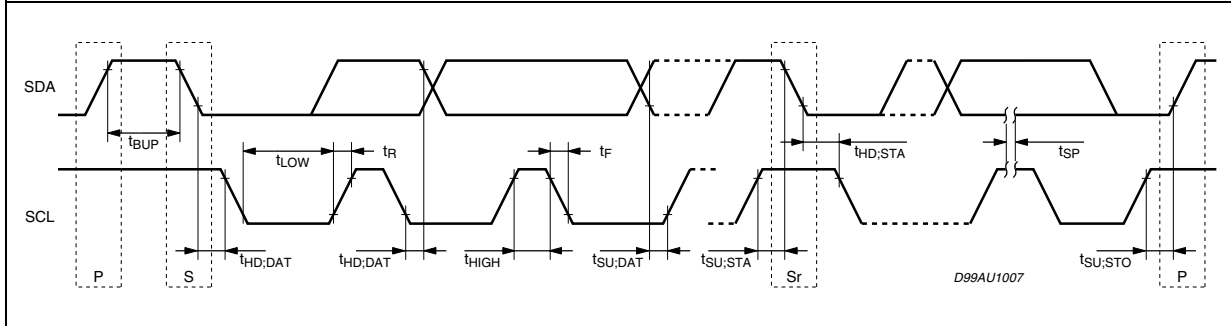 SDA
tBUP
tLOW
tR
tF
tHD;STA
tSP
SCL
tHD;DAT
tHD;DAT
tHIGH
tSU;DAT
tSU;STA
tSU;STO
P
S
Sr
D99AU1007
P